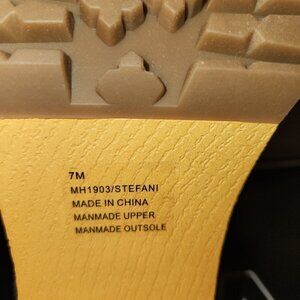 7M
MH1903/STEFANI
MADE IN CHINA
MANMADE UPPER
MANMADE OUTSOLE